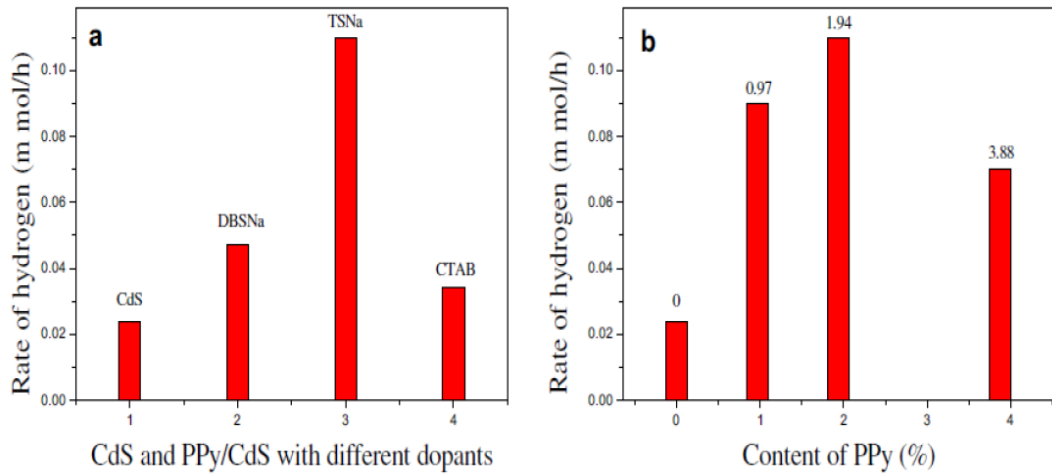 a
TSNa
DBSNa
CTAB
CdS
0.10
0.08
0.06
0.04
0.02
0.00
1 2 3 4
Rate of hydrogen (m mol/h)
CdS and PPy/CdS with different dopants
b
1.94
0.97
3.88
0
0.10
0.08
0.06
0.04
0.02
0.00
0 1 2 3 4
Rate of hydrogen (m mol/h)
Content of PPy (%)